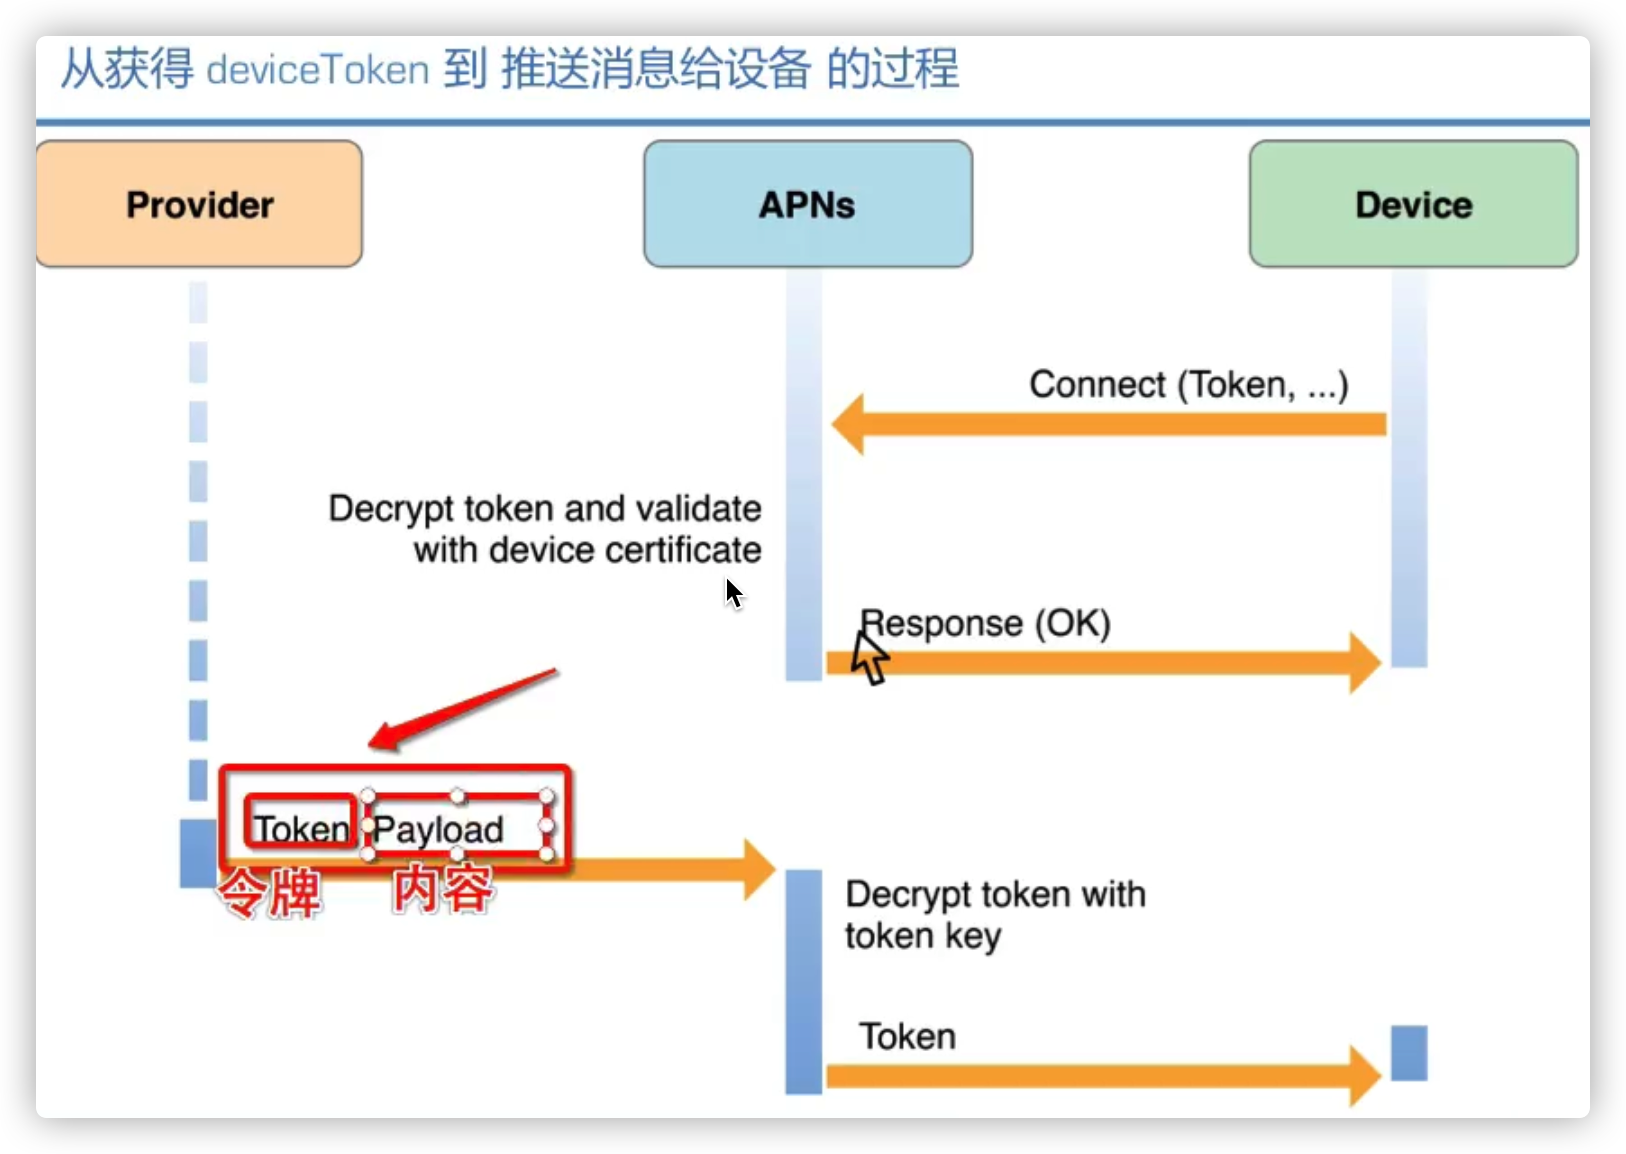 从获得 deviceToken 到 推送消息给设备 的过程
Provider
APNs
Device
Connect (Token, ...)
Decrypt token and validate
with device certificate
Response (OK)
Token Payload
令牌 内容
Decrypt token with
token key
Token